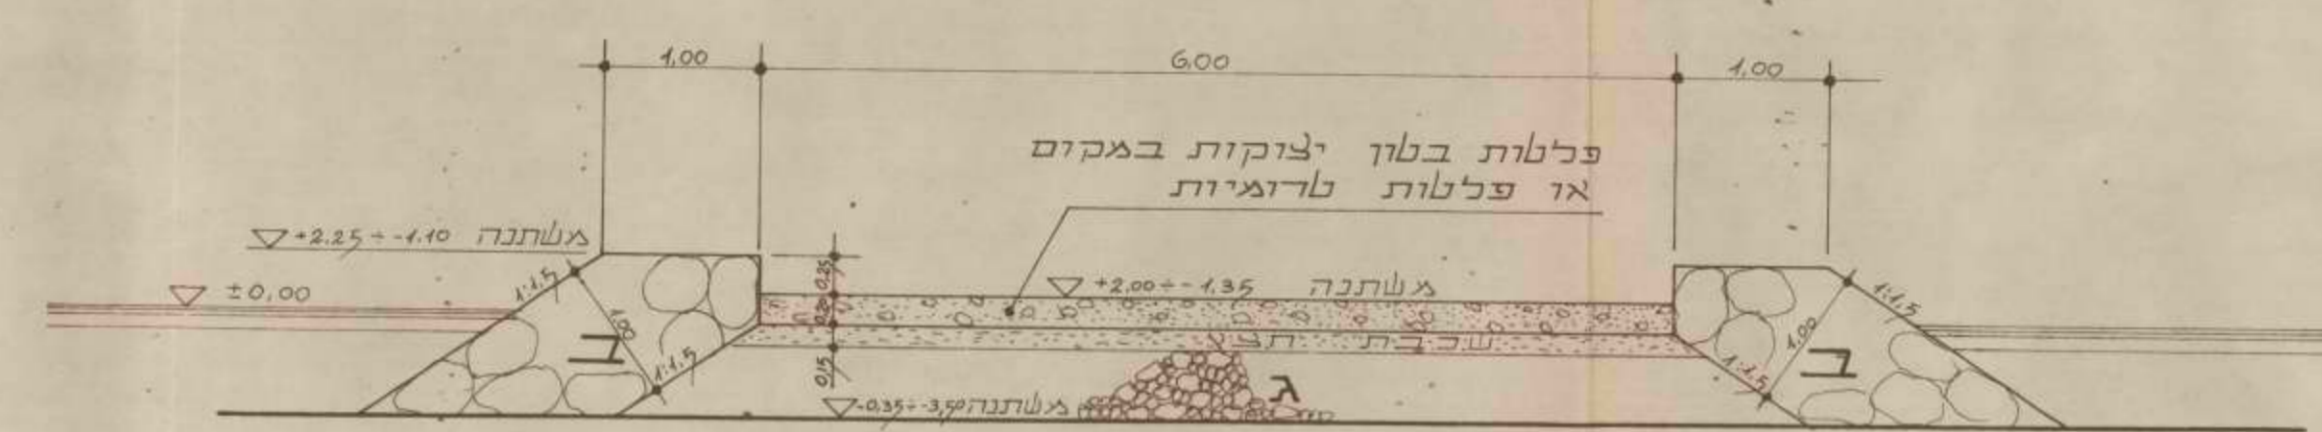 1,00
6,00
1,00
פלטות בטון יצוקות במקום
או פלטות טרומיות
משתנה +2.25 ÷ -1.10
±0,00
1:1.5
1,00
ב
1:1.5
0,25
0,20
0,15
משתנה +2.00 ÷ -1.35
שכבת מצע
ג
משתנה -0,35 ÷ -3,50
1:1.5
1,00
ב
1:1.5